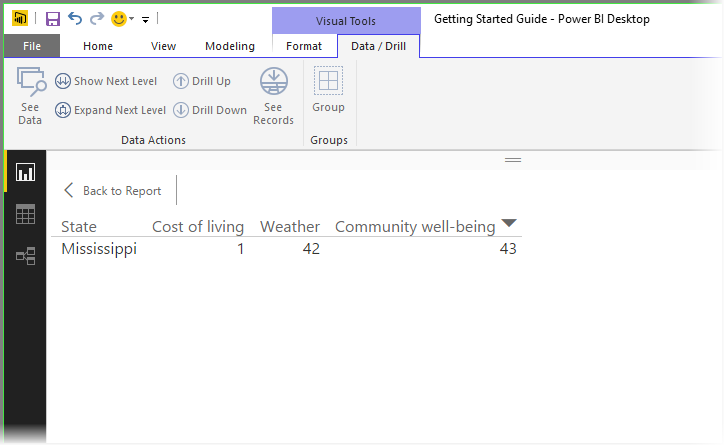 Visual Tools
Getting Started Guide - Power BI Desktop
File Home View Modeling Format Data / Drill
See Data
Show Next Level
Expand Next Level
Drill Up
Drill Down
See Records
Group
Data Actions
Groups
Back to Report
State Cost of living Weather Community well-being
Mississippi 1 42 43